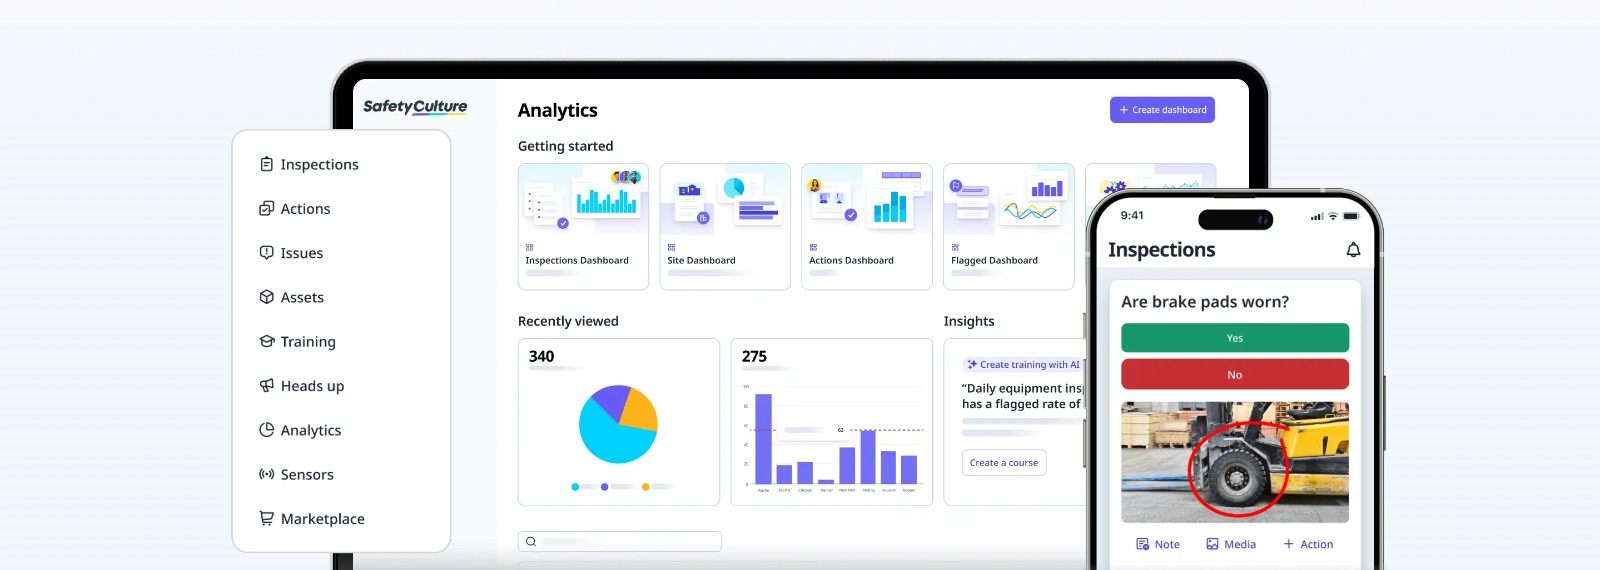 SafetyCulture
Inspections
Actions
Issues
Assets
Training
Heads up
Analytics
Sensors
Marketplace
Analytics
+ Create dashboard
Getting started
Inspections Dashboard
Site Dashboard
Actions Dashboard
Flagged Dashboard
Recently viewed
340
275
62
Insights
Create training with AI
“Daily equipment insp
has a flagged rate of
Create a course
9:41
Inspections
Are brake pads worn?
Yes
No
Note
Media
+ Action